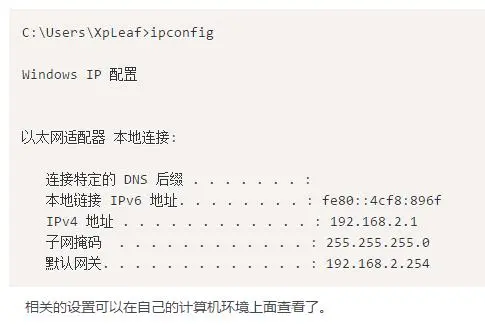 C:\Users\XpLeaf>ipconfig
Windows IP 配置
以太网适配器 本地连接:
连接特定的 DNS 后缀 . . . . . . . :
本地链接 IPv6 地址. . . . . . . . : fe80::4cf8:896f
IPv4 地址 . . . . . . . . . . . . : 192.168.2.1
子网掩码  . . . . . . . . . . . . : 255.255.255.0
默认网关. . . . . . . . . . . . . : 192.168.2.254
相关的设置可以在自己的计算机环境上面查看了。